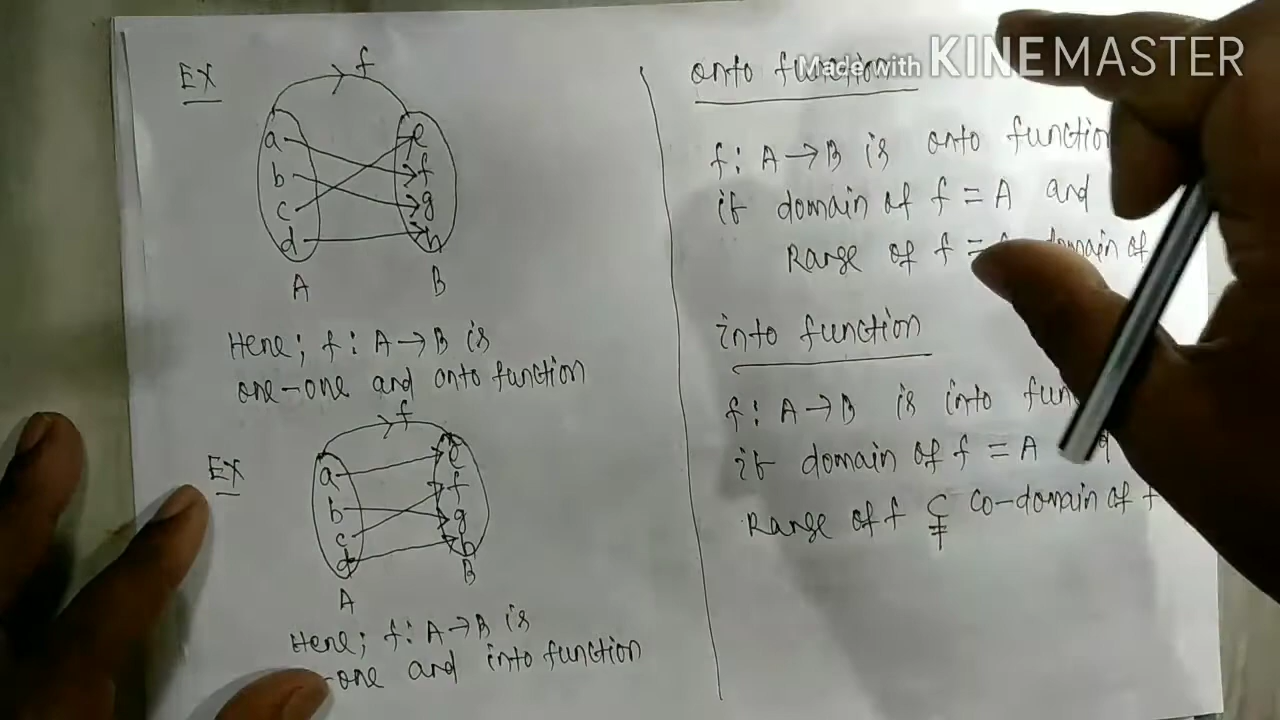 Ex
f
a
b
c
d
e
f
g
h
A
B
Here; f: A→B is
one-one and onto function
Ex
f
a
b
c
d
e
f
g
h
A
B
Here; f: A→B is
-one and into function
Made with KINEMASTER
onto function
f: A→B is onto function
if domain of f = A and
Range of f = domain of
into function
f: A→B is into fun
if domain of f = A
Range of f ⊊ co-domain of f